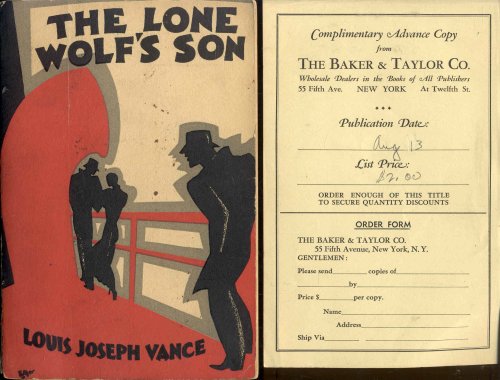 THE LONE
WOLF'S SON
LOUIS JOSEPH VANCE
Complimentary Advance Copy
from
THE BAKER & TAYLOR CO.
Wholesale Dealers in the Books of All Publishers
55 Fifth Ave. NEW YORK At Twelfth St.
***
Publication Date:
Aug 13
List Price:
$2.00
ORDER ENOUGH OF THIS TITLE
TO SECURE QUANTITY DISCOUNTS
ORDER FORM
THE BAKER & TAYLOR CO.
55 Fifth Avenue, New York, N. Y.
GENTLEMEN:
Please send copies of
by
Price $ per copy.
Name
Address
Ship Via